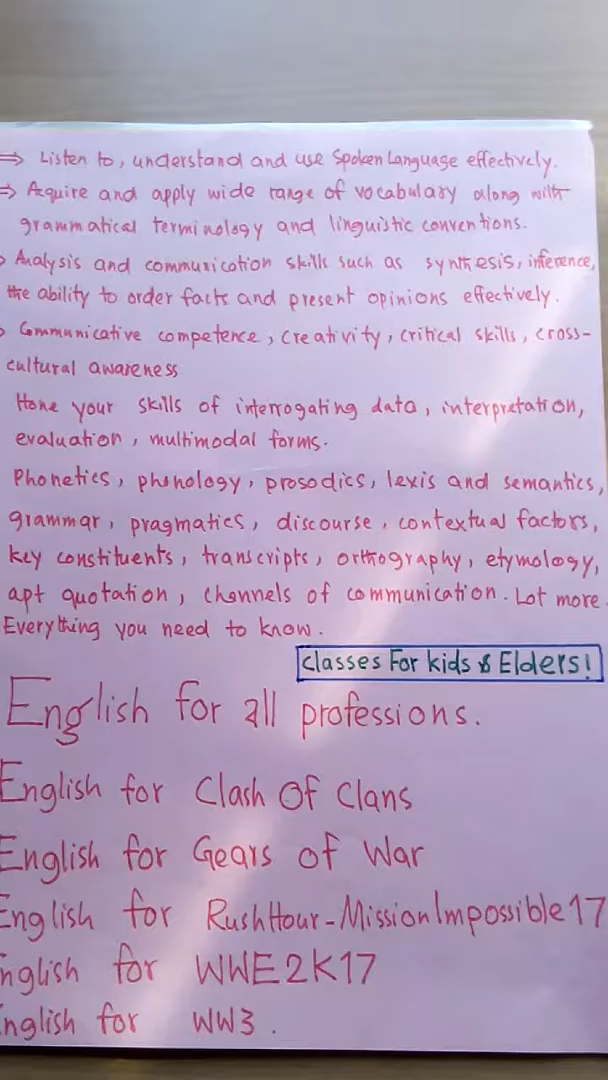 ⇒ Listen to, understand and use Spoken Language effectively.
⇒ Acquire and apply wide range of vocabulary along with
grammatical terminology and linguistic conventions.
Analysis and communication skills such as synthesis, inference,
the ability to order facts and present opinions effectively.
Communicative competence, creativity, critical skills, cross-
cultural awareness
Hone your skills of interrogating data, interpretation,
evaluation, multimodal forms.
Phonetics, phonology, prosodics, lexis and semantics,
grammar, pragmatics, discourse, contextual factors,
key constituents, transcripts, orthography, etymology,
apt quotation, channels of communication. Lot more.
Everything you need to know.
Classes For kids & Elders!
English for all professions.
English for Clash Of Clans
English for Gears of War
English for RushHour-MissionImpossible17
nglish for WWE2K17
nglish for WW3.